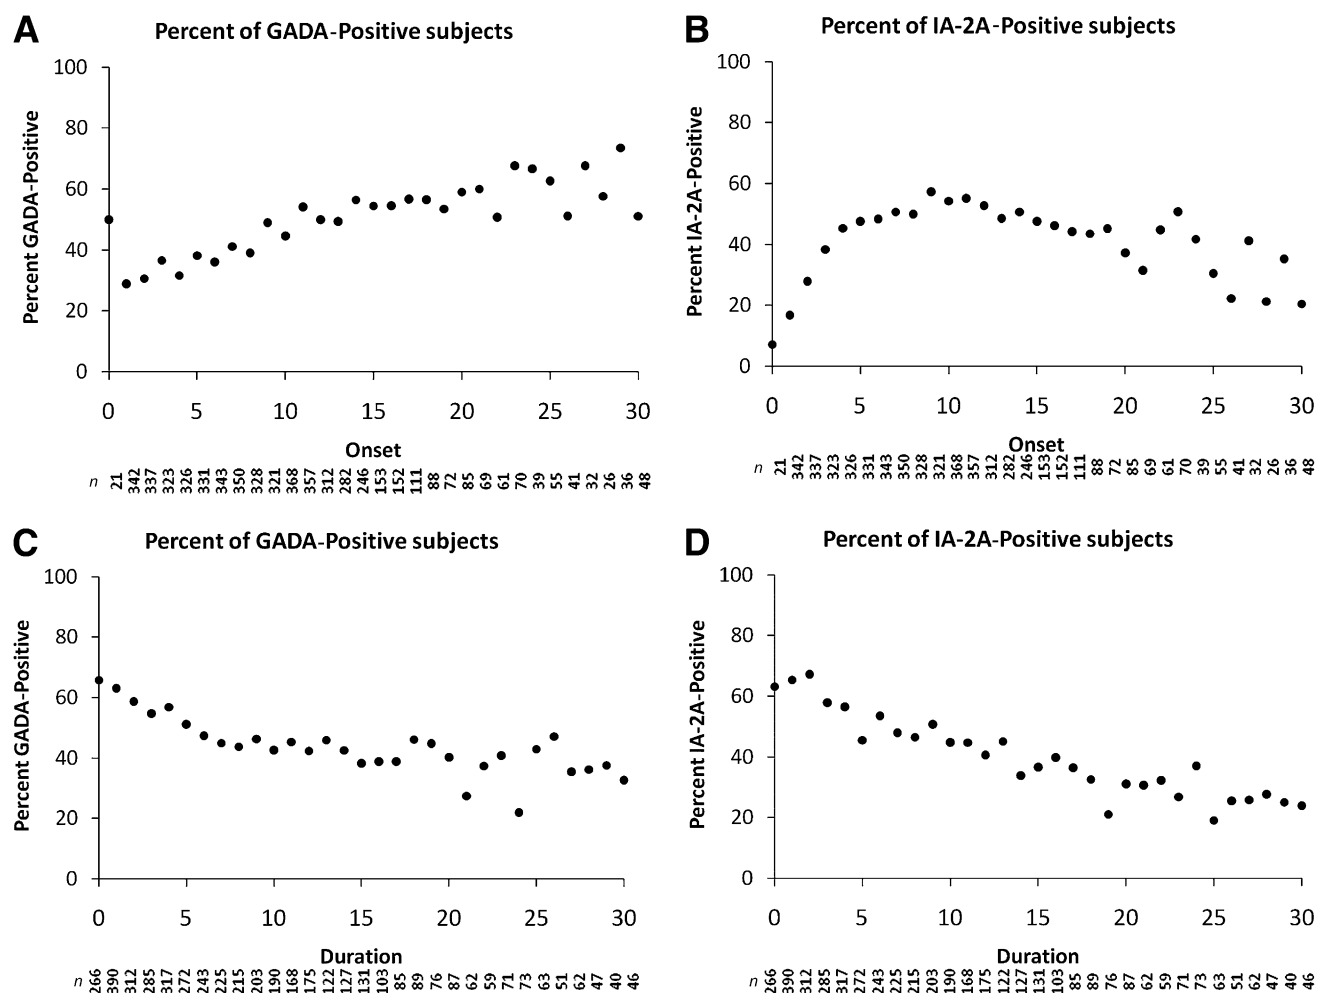 A
Percent of GADA-Positive subjects
Percent GADA-Positive
100
80
60
40
20
0
0 5 10 15 20 25 30
Onset
n 21 342 337 323 326 331 343 350 328 321 368 357 312 282 246 153 152 111 88 72 85 69 61 70 39 55 41 32 26 36 48
B
Percent of IA-2A-Positive subjects
Percent IA-2A-Positive
100
80
60
40
20
0
0 5 10 15 20 25 30
Onset
n 21 342 337 323 326 331 343 350 328 321 368 357 312 282 246 153 152 111 88 72 85 69 61 70 39 55 41 32 26 36 48
C
Percent of GADA-Positive subjects
Percent GADA-Positive
100
80
60
40
20
0
0 5 10 15 20 25 30
Duration
n 266 390 312 285 317 272 243 225 215 203 190 168 175 122 127 131 103 85 89 76 87 62 59 71 73 63 51 62 47 40 46
D
Percent of IA-2A-Positive subjects
Percent IA-2A-Positive
100
80
60
40
20
0
0 5 10 15 20 25 30
Duration
n 266 390 312 285 317 272 243 225 215 203 190 168 175 122 127 131 103 85 89 76 87 62 59 71 73 63 51 62 47 40 46